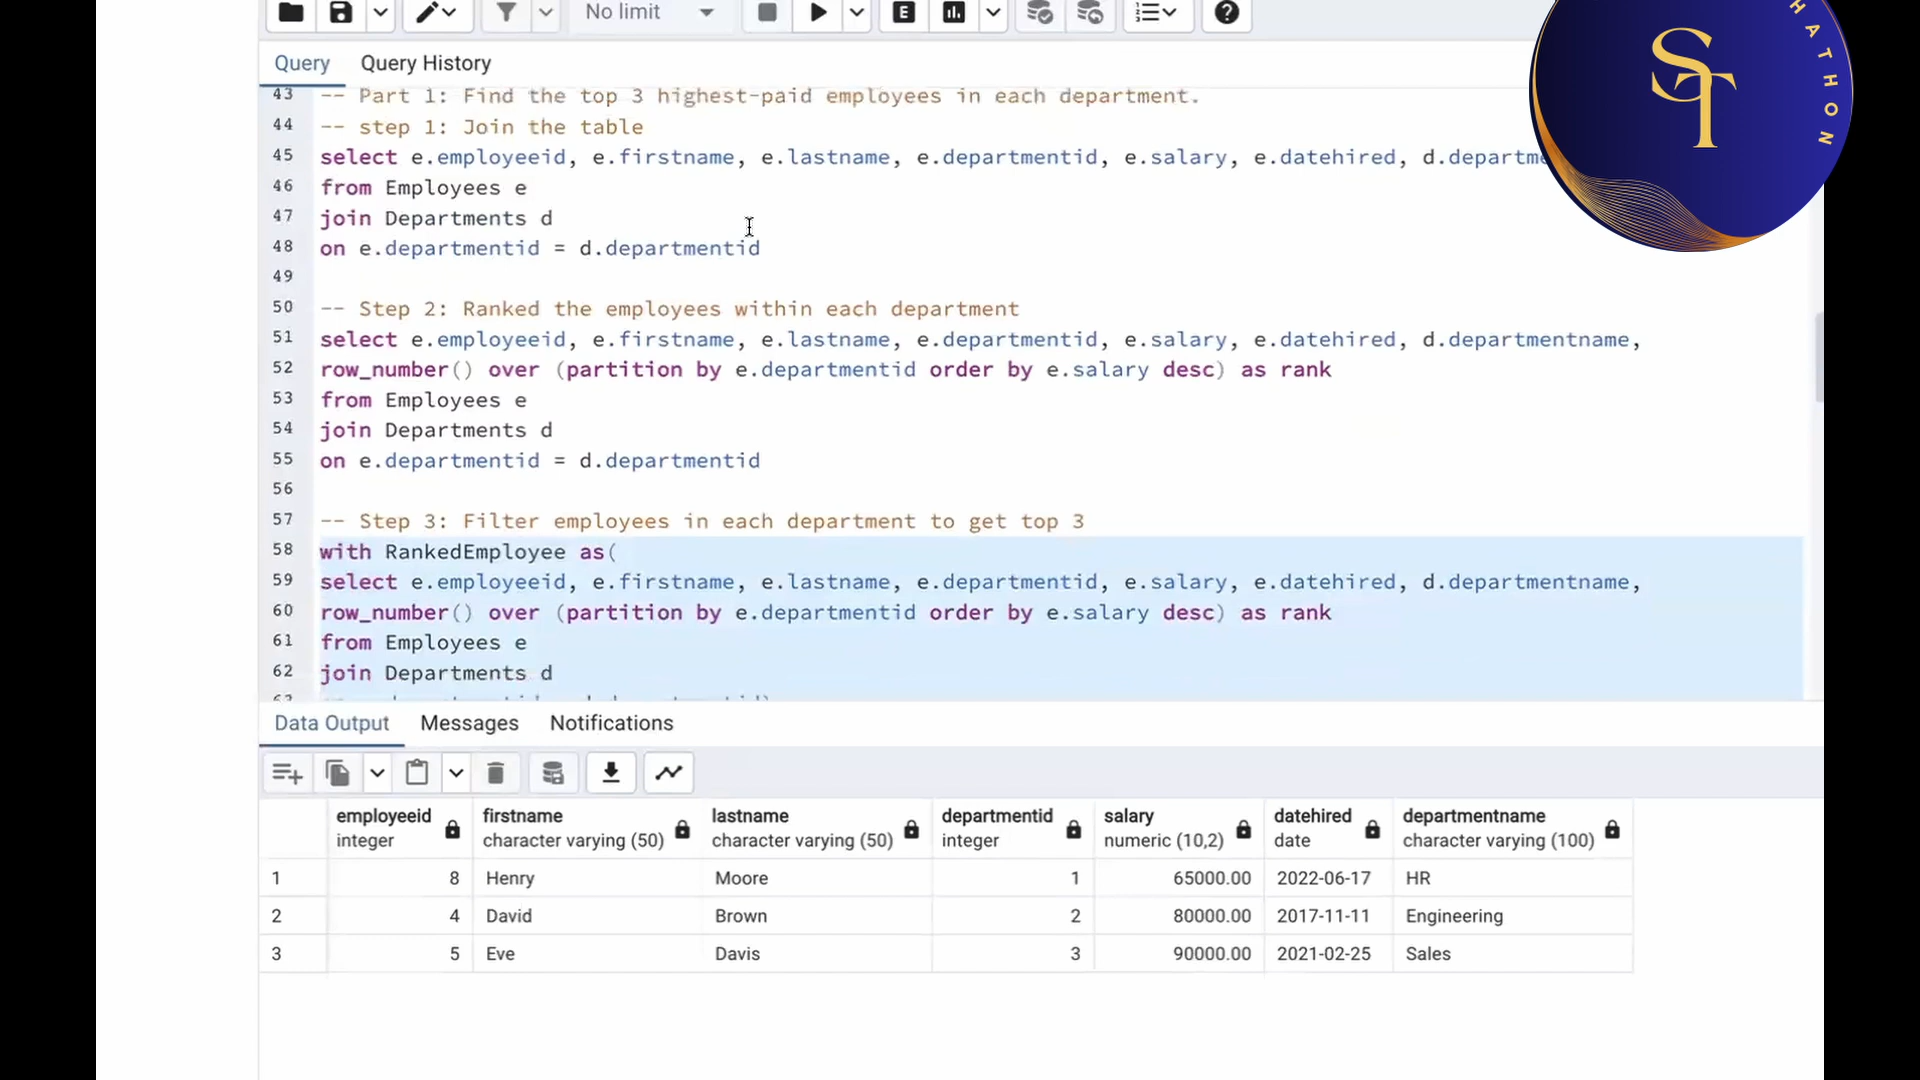 No limit
E
HATHON
ST
Query Query History
43 -- Part 1: Find the top 3 highest-paid employees in each department.
44 -- step 1: Join the table
45 select e.employeeid, e.firstname, e.lastname, e.departmentid, e.salary, e.datehired, d.departm
46 from Employees e
47 join Departments d
48 on e.departmentid = d.departmentid
49
50 -- Step 2: Ranked the employees within each department
51 select e.employeeid, e.firstname, e.lastname, e.departmentid, e.salary, e.datehired, d.departmentname,
52 row_number() over (partition by e.departmentid order by e.salary desc) as rank
53 from Employees e
54 join Departments d
55 on e.departmentid = d.departmentid
56
57 -- Step 3: Filter employees in each department to get top 3
58 with RankedEmployee as(
59 select e.employeeid, e.firstname, e.lastname, e.departmentid, e.salary, e.datehired, d.departmentname,
60 row_number() over (partition by e.departmentid order by e.salary desc) as rank
61 from Employees e
62 join Departments d
Data Output Messages Notifications
employeeid firstname lastname departmentid salary datehired departmentname
integer character varying (50) character varying (50) integer numeric (10,2) date character varying (100)
1 8 Henry Moore 1 65000.00 2022-06-17 HR
2 4 David Brown 2 80000.00 2017-11-11 Engineering
3 5 Eve Davis 3 90000.00 2021-02-25 Sales